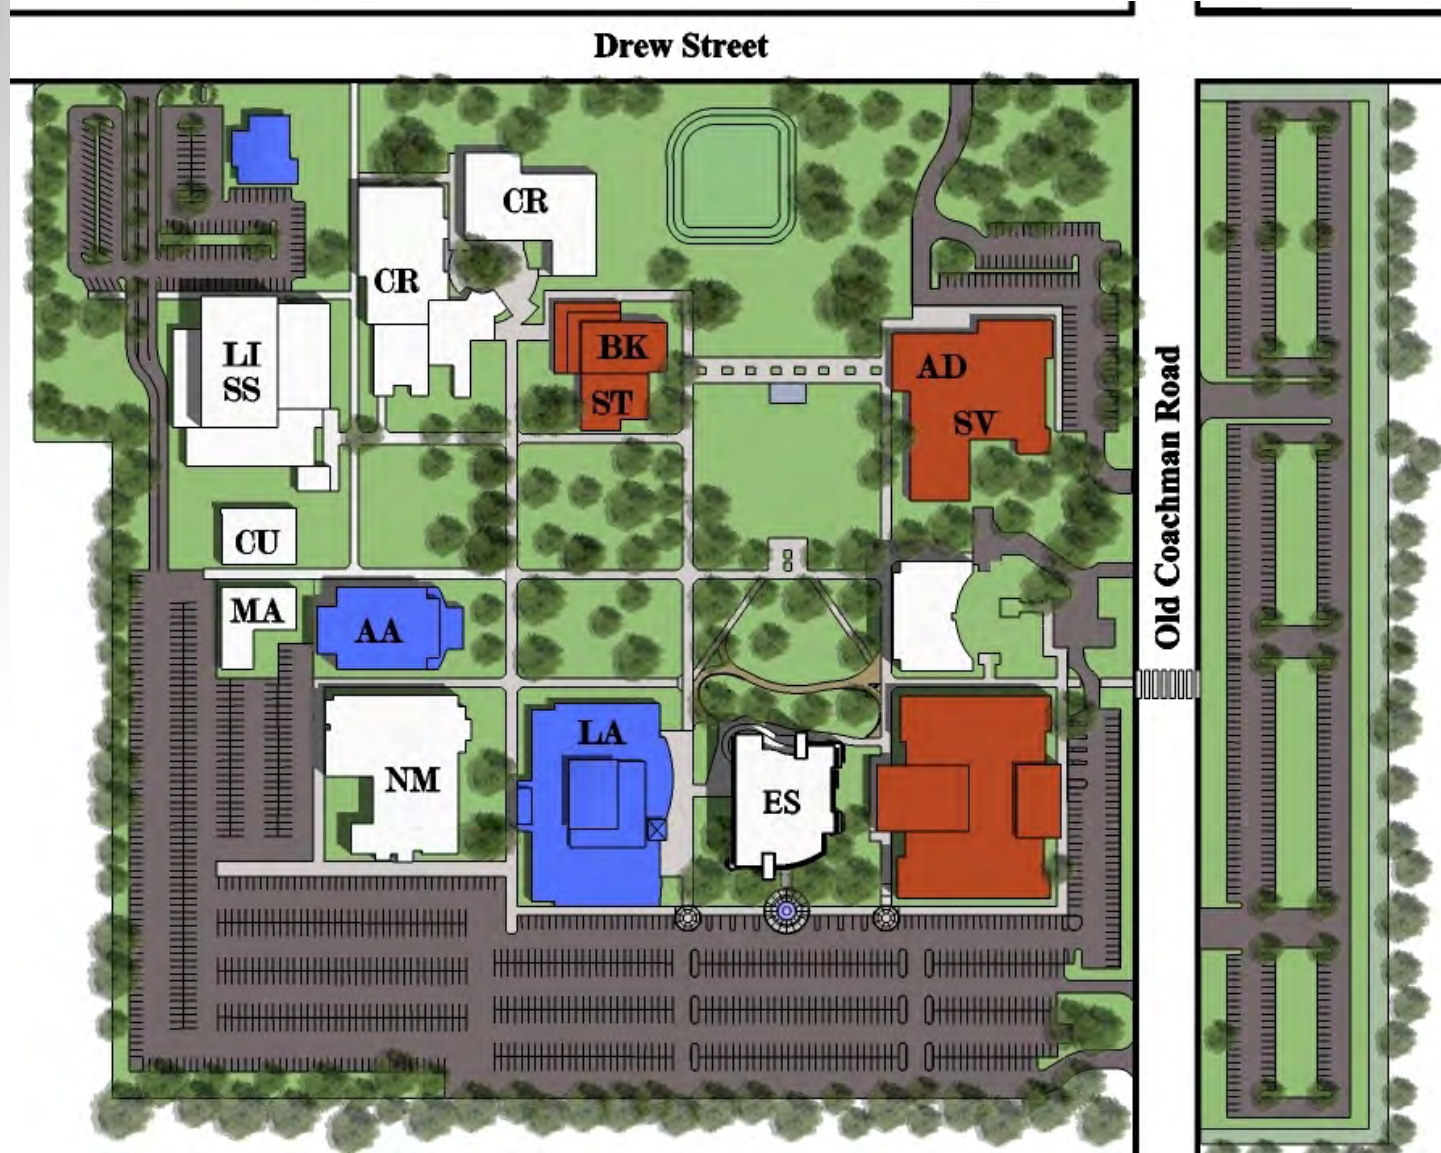 Drew Street
CR
CR
LI
SS
BK
ST
AD
SV
Old Coachman Road
CU
MA
AA
LA
NM
ES